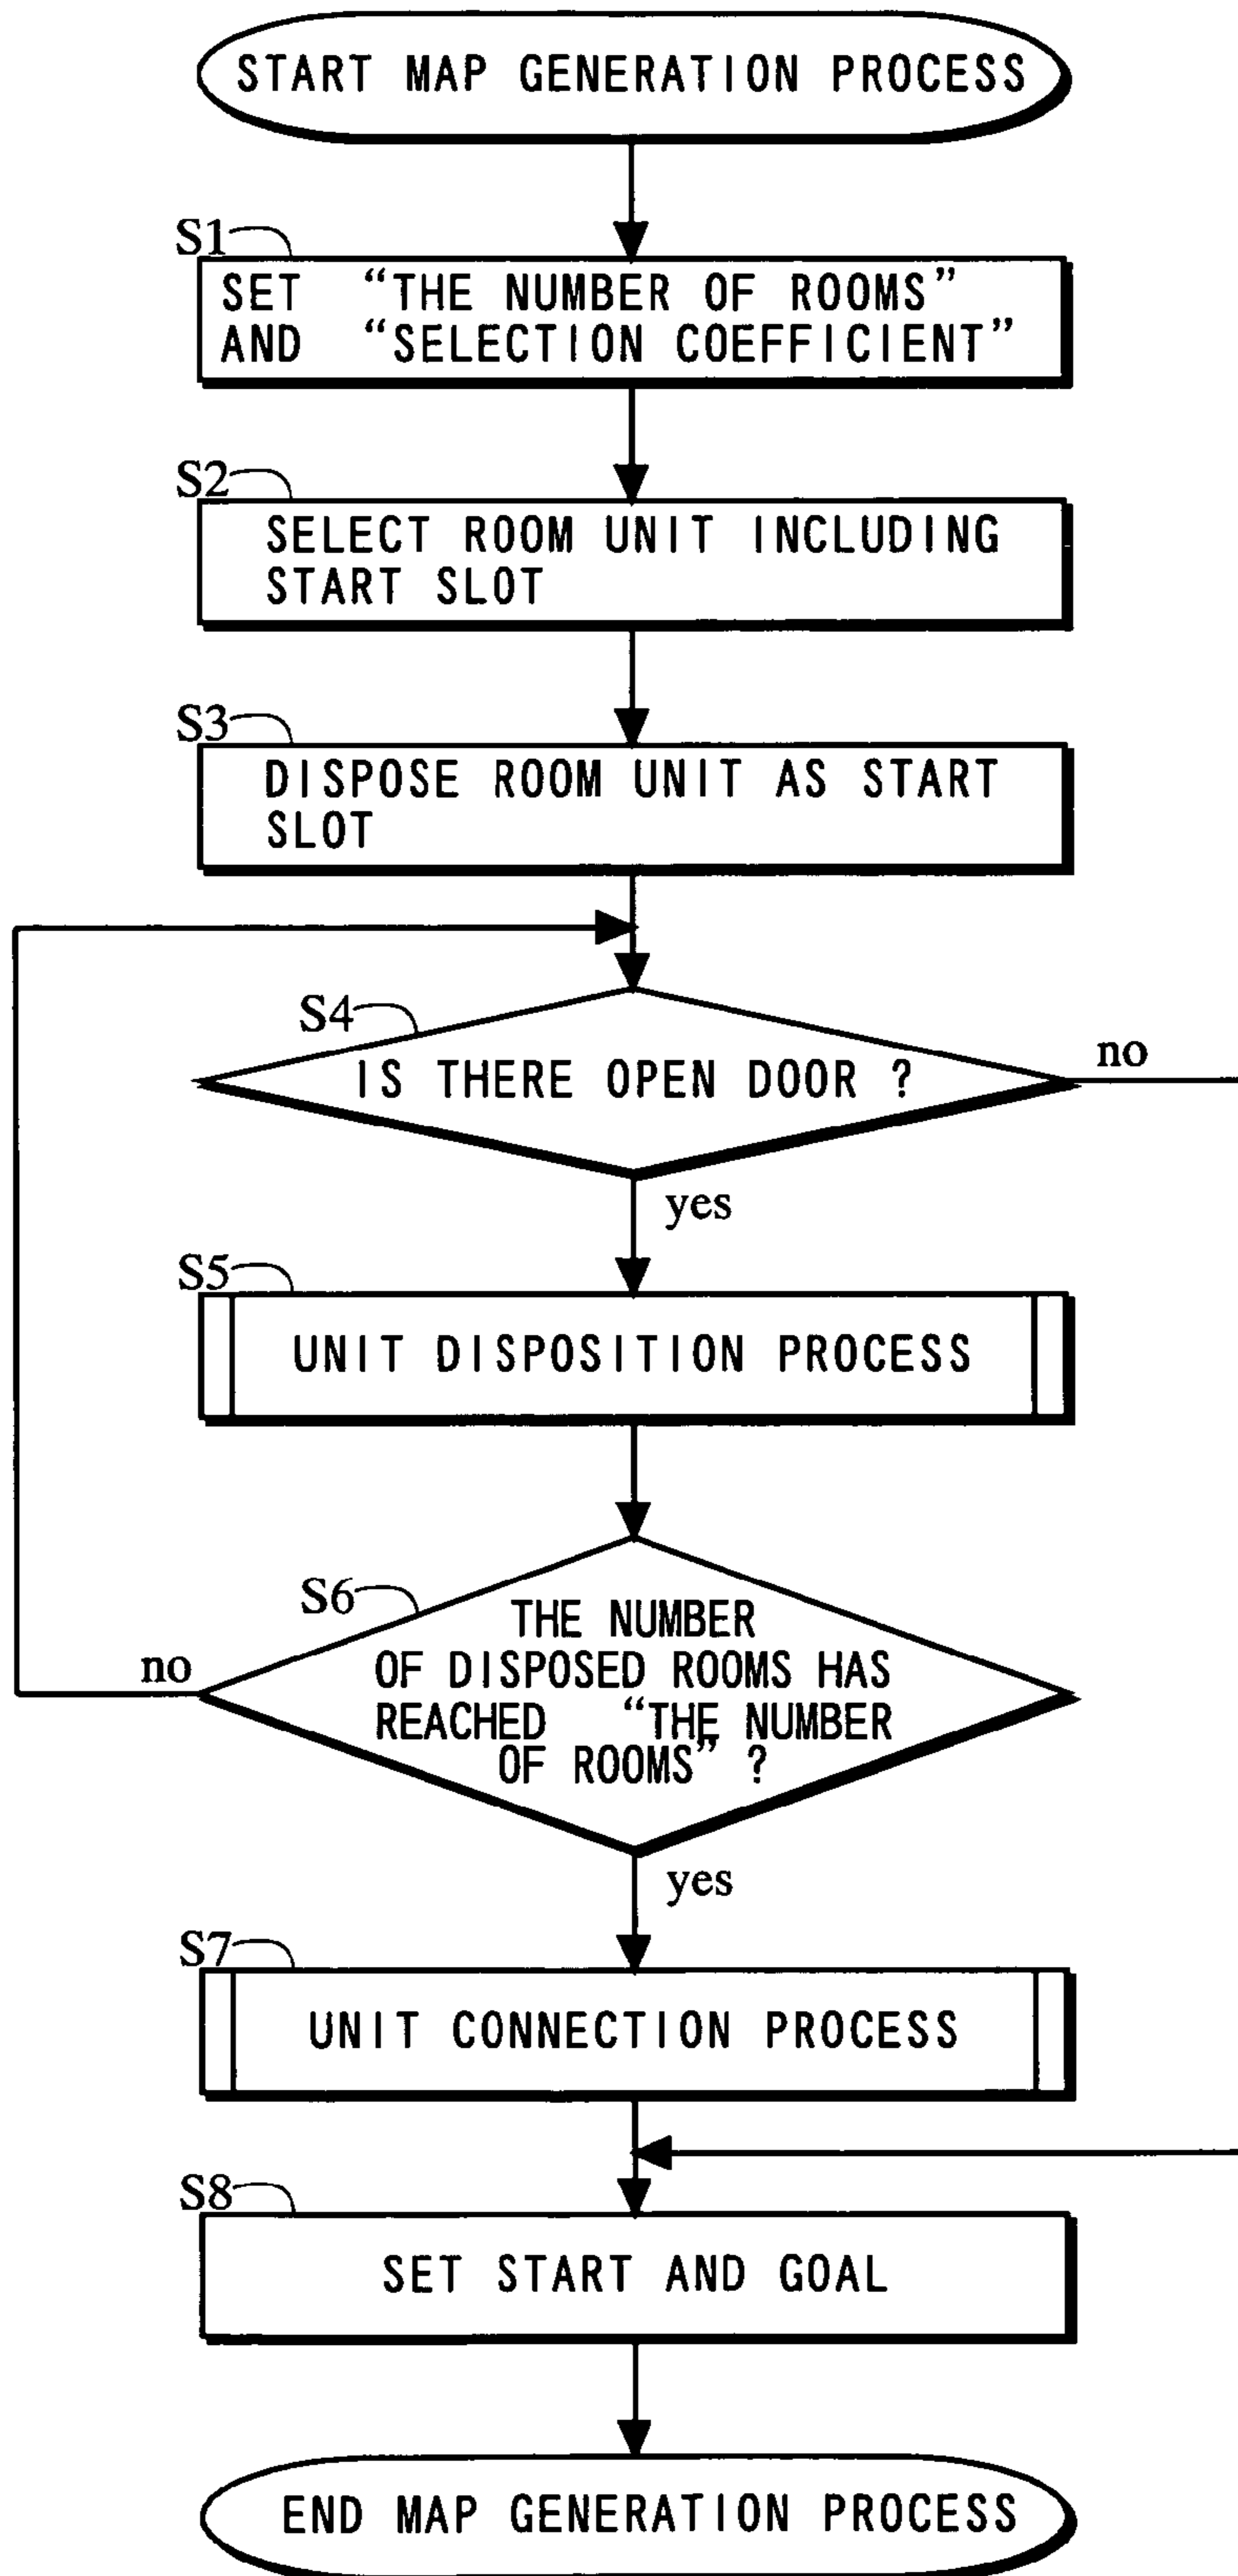 START MAP GENERATION PROCESS
S1
SET “THE NUMBER OF ROOMS”
AND “SELECTION COEFFICIENT”
S2
SELECT ROOM UNIT INCLUDING
START SLOT
S3
DISPOSE ROOM UNIT AS START
SLOT
S4
IS THERE OPEN DOOR ?
no
yes
S5
UNIT DISPOSITION PROCESS
S6
THE NUMBER
OF DISPOSED ROOMS HAS
REACHED “THE NUMBER
OF ROOMS” ?
no
yes
S7
UNIT CONNECTION PROCESS
S8
SET START AND GOAL
END MAP GENERATION PROCESS